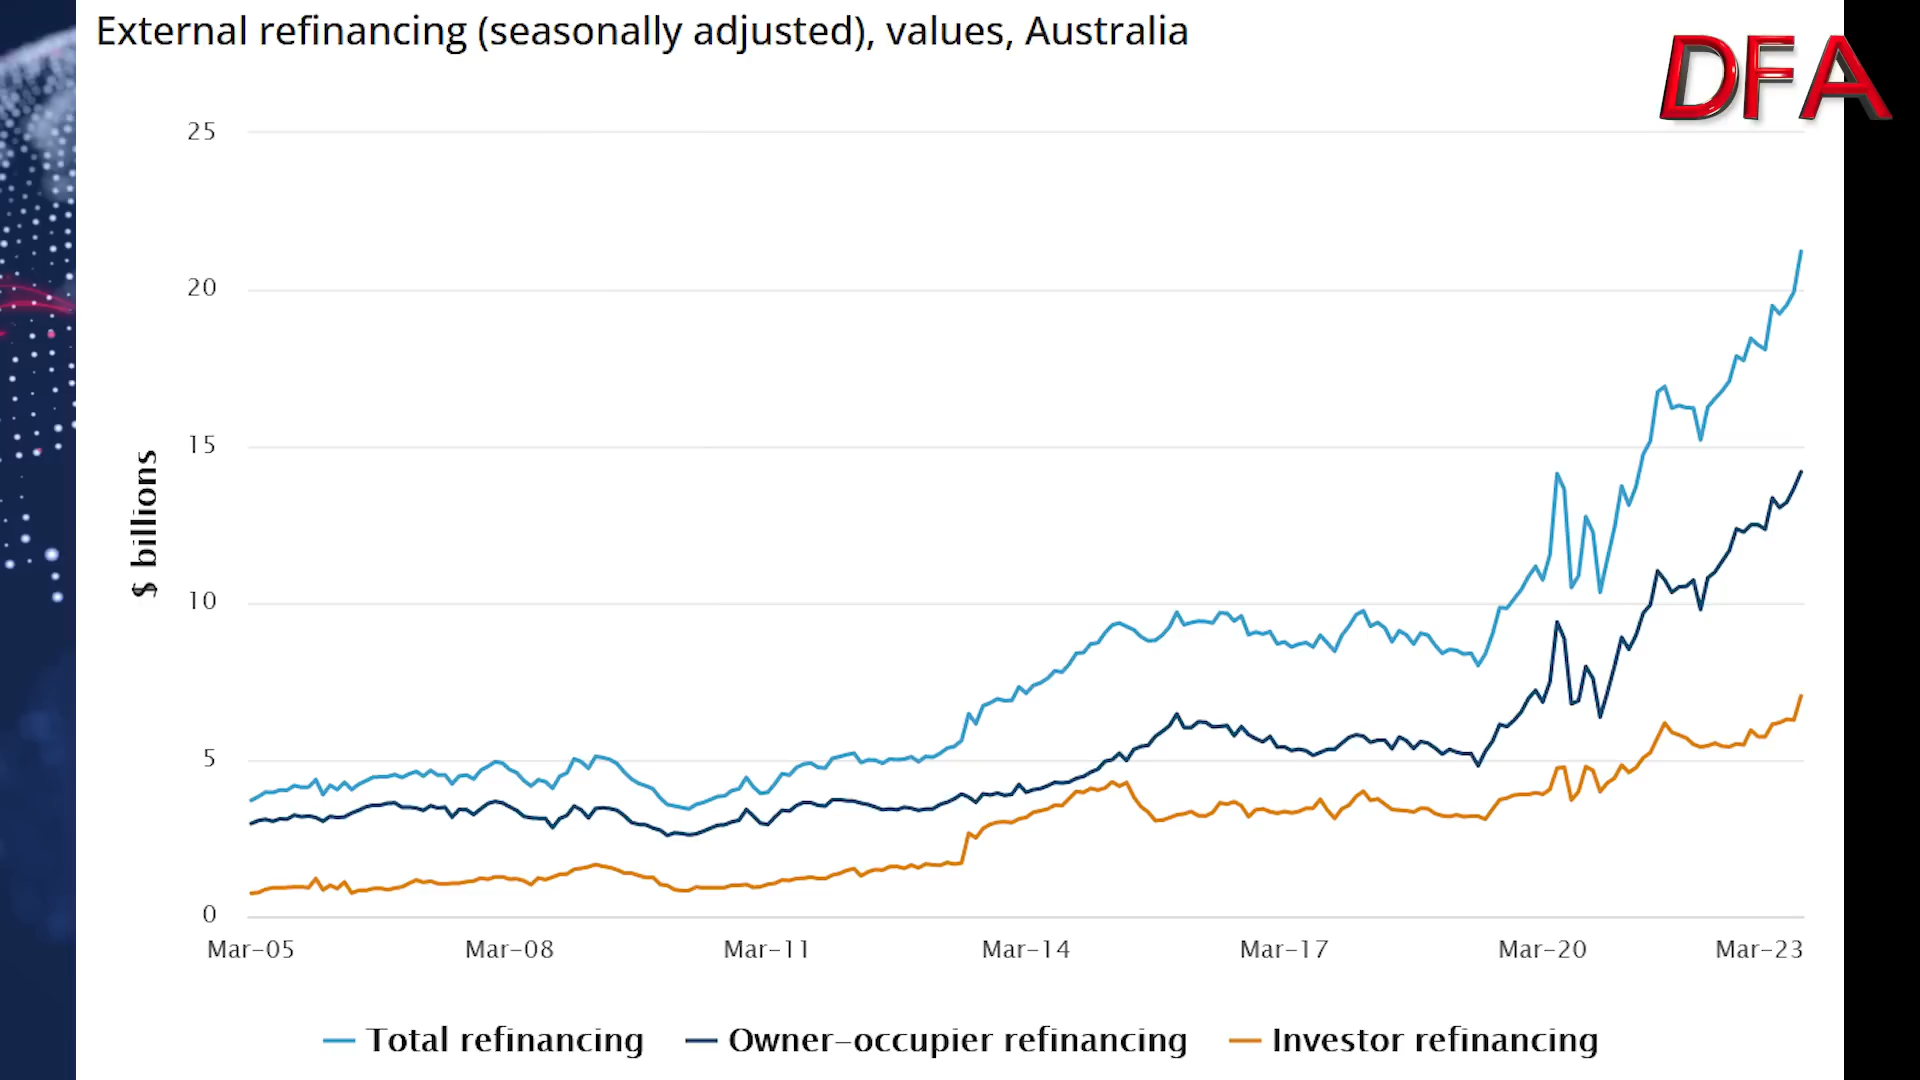 External refinancing (seasonally adjusted), values, Australia
DFA
25
20
15
10
5
0
$ billions
Mar-05 Mar-08 Mar-11 Mar-14 Mar-17 Mar-20 Mar-23
Total refinancing Owner-occupier refinancing Investor refinancing